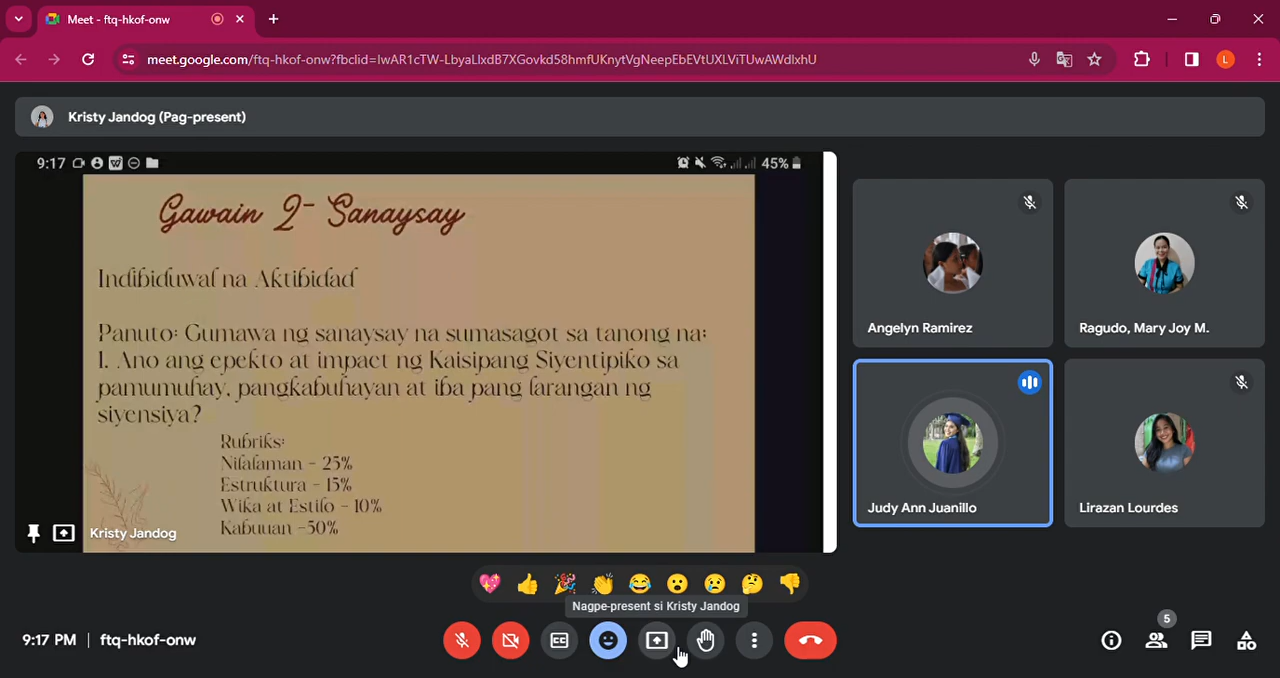 Meet - ftq-hkof-onw
meet.google.com/ftq-hkof-onw?fbclid=IwAR1cTW-LbyaLlxdB7XGovkd58hmfUKnytVgNeepEbEVtUXLViTUwAWdlxhU
L
Kristy Jandog (Pag-present)
9:17
45%
Gawain 2- Sanaysay
Indibiduwal na Aktibidad
Panuto: Gumawa ng sanaysay na sumasagot sa tanong na:
1. Ano ang epekto at impact ng Kaisipang Siyentipiko sa
pamumuhay, pangkabuhayan at iba pang larangan ng
siyensiya?
Rubriks:
Nilalaman - 25%
Estruktura - 15%
Wika at Estilo - 10%
Kabuuan -50%
Kristy Jandog
Angelyn Ramirez
Ragudo, Mary Joy M.
Judy Ann Juanillo
Lirazan Lourdes
Nagpe-present si Kristy Jandog
9:17 PM | ftq-hkof-onw
CC
5